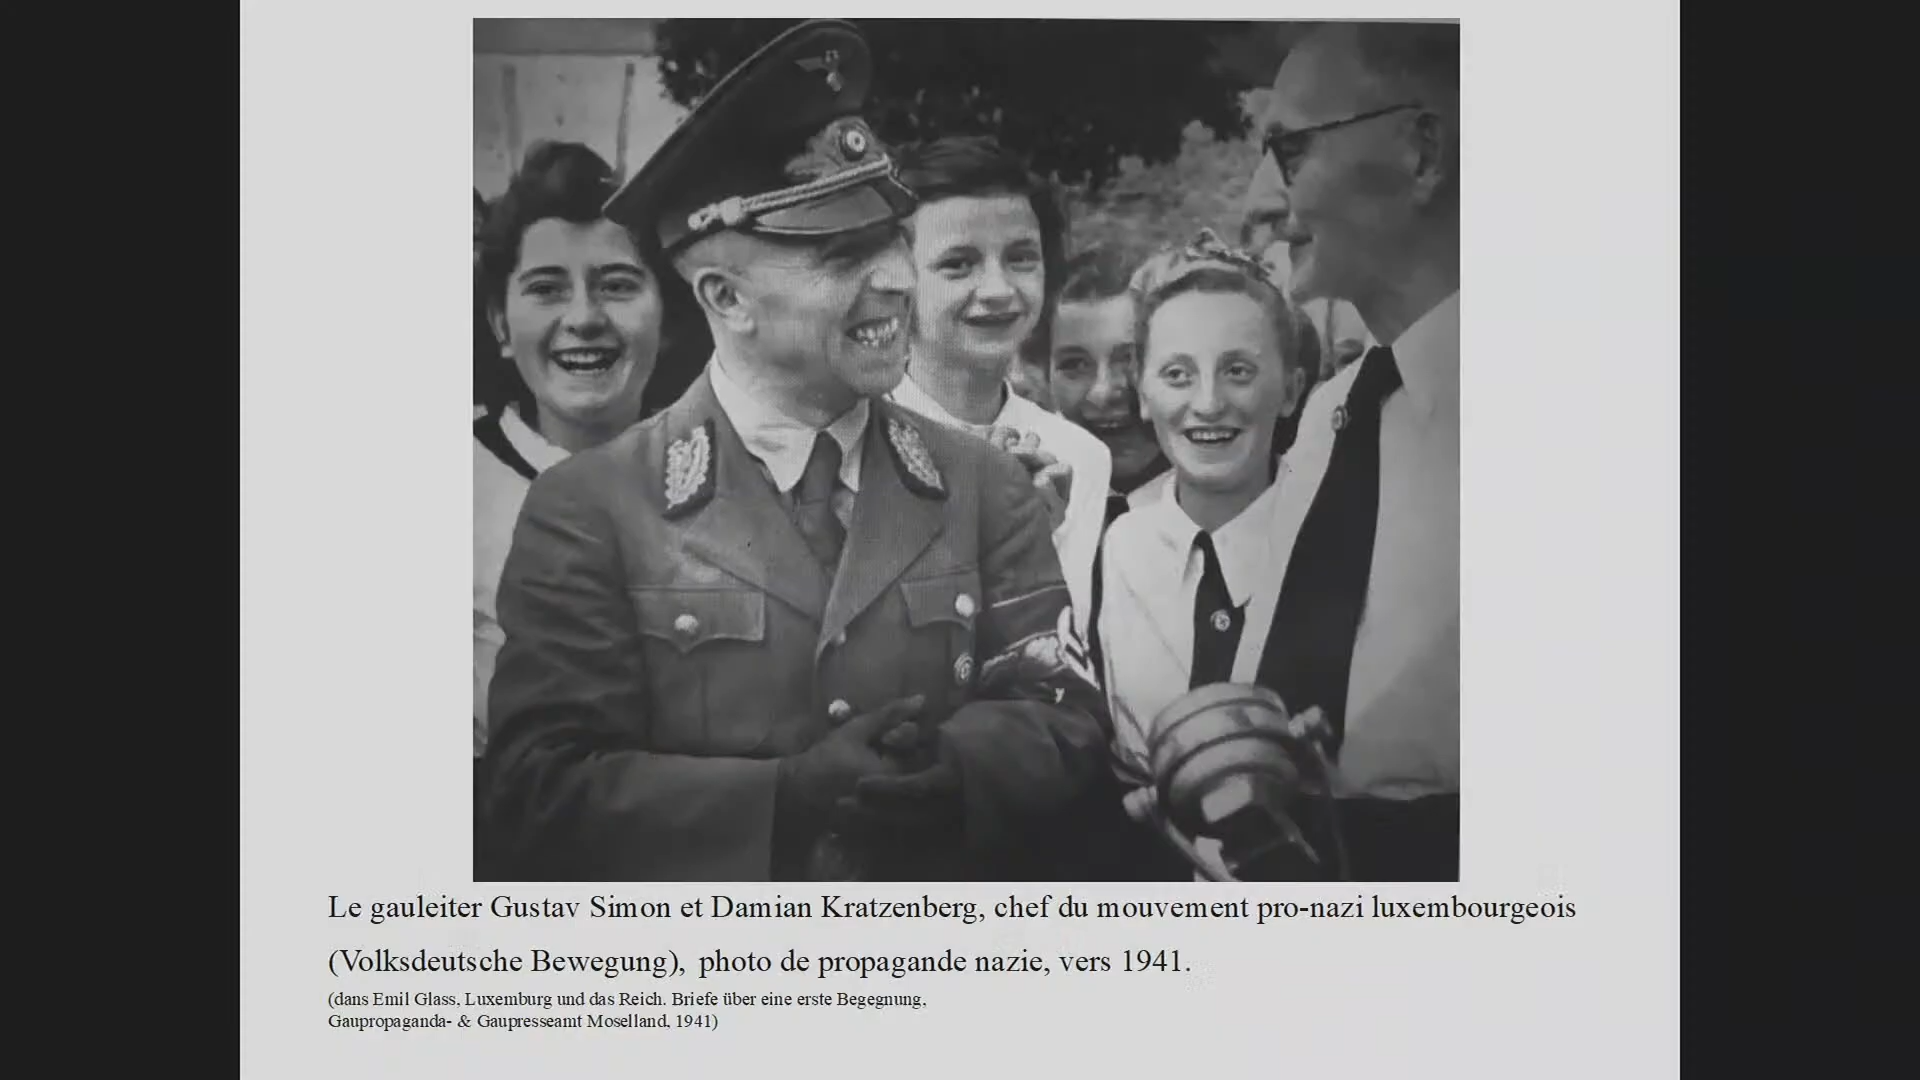 Le gauleiter Gustav Simon et Damian Kratzenberg, chef du mouvement pro-nazi luxembourgeois
(Volksdeutsche Bewegung), photo de propagande nazie, vers 1941.
(dans Emil Glass, Luxemburg und das Reich. Briefe über eine erste Begegnung,
Gaupropaganda- & Gaupresseamt Moselland, 1941)